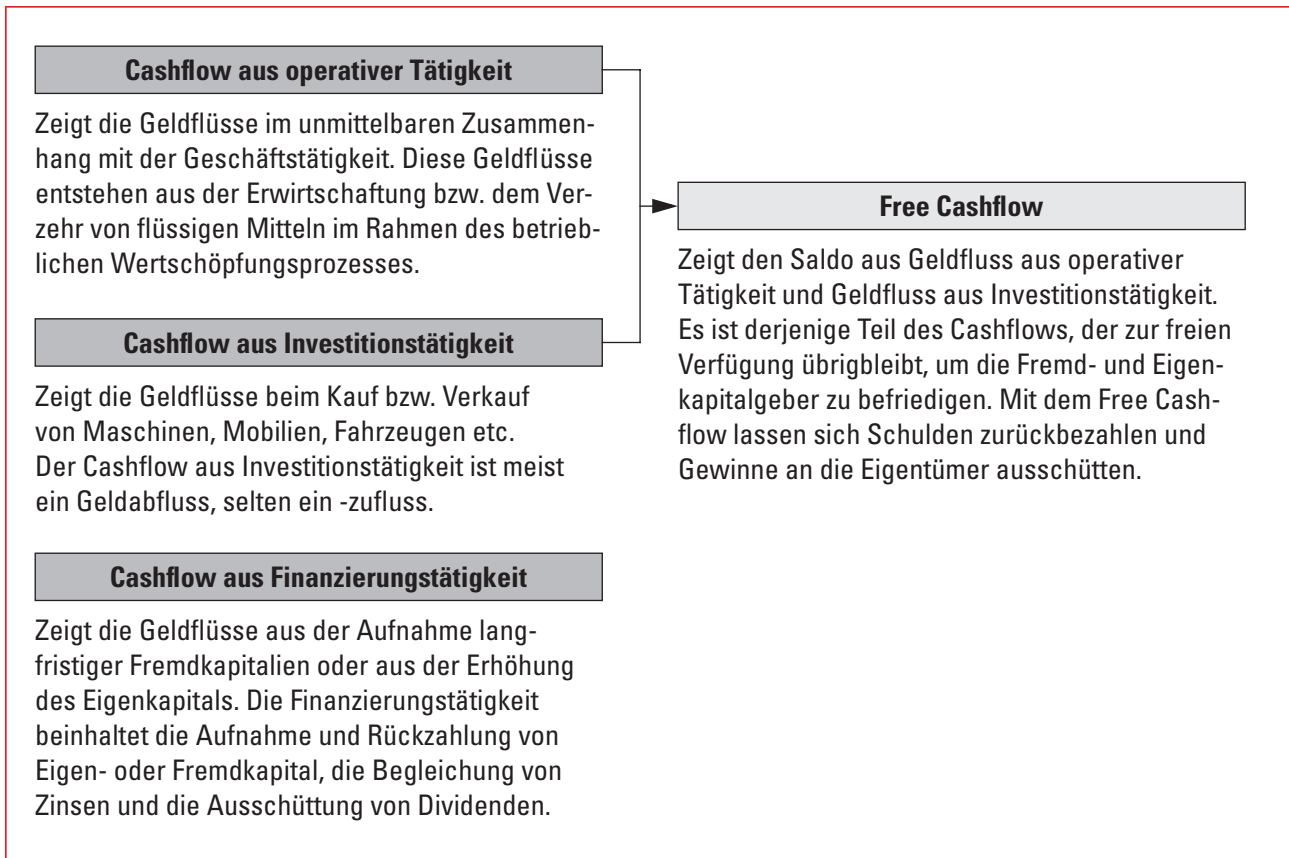 Cashflow aus operativer Tätigkeit
Zeigt die Geldflüsse im unmittelbaren Zusammen-
hang mit der Geschäftstätigkeit. Diese Geldflüsse
entstehen aus der Erwirtschaftung bzw. dem Ver-
zehr von flüssigen Mitteln im Rahmen des betrieb-
lichen Wertschöpfungsprozesses.
Cashflow aus Investitionstätigkeit
Zeigt die Geldflüsse beim Kauf bzw. Verkauf
von Maschinen, Mobilien, Fahrzeugen etc.
Der Cashflow aus Investitionstätigkeit ist meist
ein Geldabfluss, selten ein -zufluss.
Cashflow aus Finanzierungstätigkeit
Zeigt die Geldflüsse aus der Aufnahme lang-
fristiger Fremdkapitalien oder aus der Erhöhung
des Eigenkapitals. Die Finanzierungstätigkeit
beinhaltet die Aufnahme und Rückzahlung von
Eigen- oder Fremdkapital, die Begleichung von
Zinsen und die Ausschüttung von Dividenden.
Free Cashflow
Zeigt den Saldo aus Geldfluss aus operativer
Tätigkeit und Geldfluss aus Investitionstätigkeit.
Es ist derjenige Teil des Cashflows, der zur freien
Verfügung übrigbleibt, um die Fremd- und Eigen-
kapitalgeber zu befriedigen. Mit dem Free Cash-
flow lassen sich Schulden zurückbezahlen und
Gewinne an die Eigentümer ausschütten.